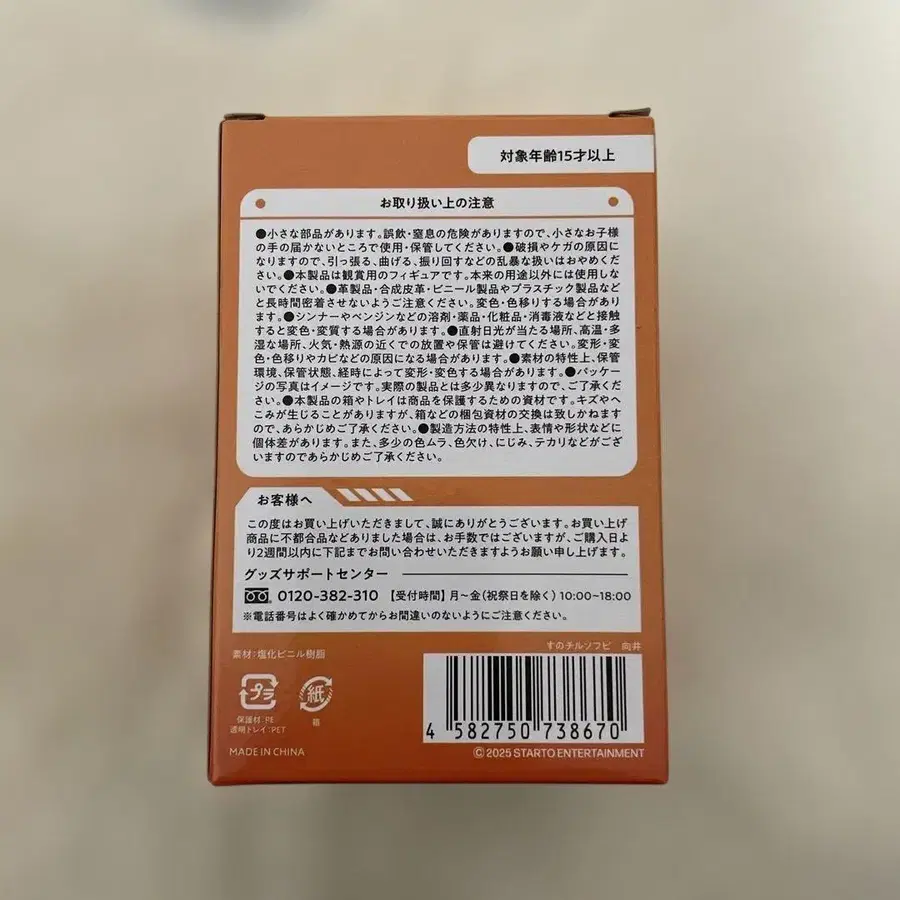 対象年齢15才以上
お取り扱い上の注意
●小さな部品があります。誤飲・窒息の危険がありますので、小さなお子様
の手の届かないところで使用・保管してください。●破損やケガの原因に
なりますので、引っ張る、曲げる、振り回すなどの乱暴な扱いはおやめくだ
さい。●本製品は観賞用のフィギュアです。本来の用途以外には使用しな
いでください。●革製品・合成皮革・ビニール製品やプラスチック製品など
と長時間密着させないようご注意ください。変色・色移りする場合があり
ます。●シンナーやベンジンなどの溶剤・薬品・化粧品・消毒液などと接触
すると変色・変質する場合があります。●直射日光が当たる場所、高温・多
湿な場所、火気・熱源の近くでの放置や保管は避けてください。変形・変
色・色移りやカビなどの原因になる場合があります。●素材の特性上、保管
環境、保管状態、経時によって変形・変色する場合があります。●パッケー
ジの写真はイメージです。実際の製品とは多少異なりますので、ご了承くだ
さい。●本製品の箱やトレイは商品を保護するための資材です。キズやへ
こみが生じることがありますが、箱などの梱包資材の交換は致しかねます
ので、あらかじめご了承ください。●製造方法の特性上、表情や形状などに
個体差があります。また、多少の色ムラ、色欠け、にじみ、テカリなどがござ
いますのであらかじめご了承ください。
お客様へ
この度はお買い上げいただきまして、誠にありがとうございます。お買い上げ
商品に不都合などありました場合は、お手数ではございますが、ご購入日よ
り2週間以内に下記までお問い合わせいただきますようお願い申し上げます。
グッズサポートセンター
0120-382-310 【受付時間】月〜金(祝祭日を除く) 10:00~18:00
※電話番号はよく確かめてからお間違いのないようにご注意ください。
素材:塩化ビニル樹脂
すのチルソフビ 向井
プラ
紙
保護材:PE
透明トレイ:PET
箱
4 582750 738670
MADE IN CHINA
©2025 STARTO ENTERTAINMENT